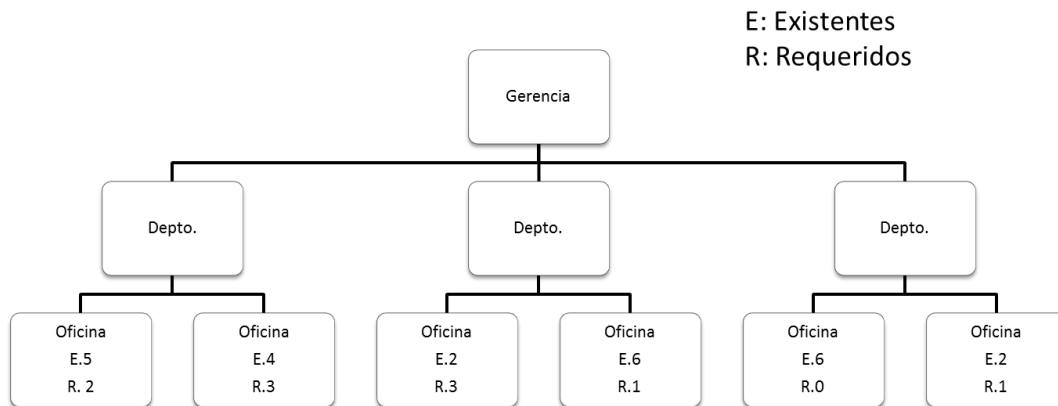 E: Existentes
R: Requeridos
Gerencia
Depto.
Depto.
Depto.
Oficina
E.5
R. 2
Oficina
E.4
R.3
Oficina
E.2
R.3
Oficina
E.6
R.1
Oficina
E.6
R.0
Oficina
E.2
R.1